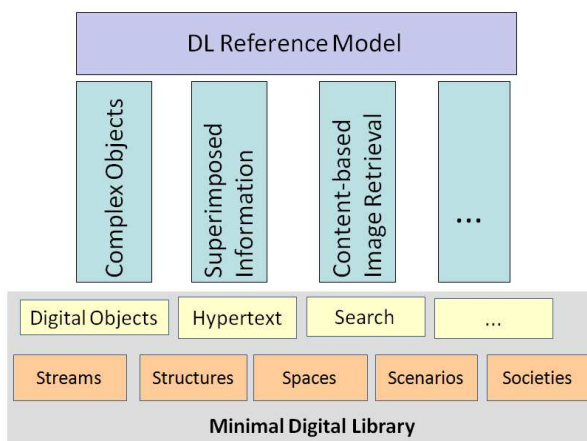 DL Reference Model
Complex Objects
Superimposed
Information
Content-based
Image Retrieval
...
Digital Objects
Hypertext
Search
...
Streams
Structures
Spaces
Scenarios
Societies
Minimal Digital Library